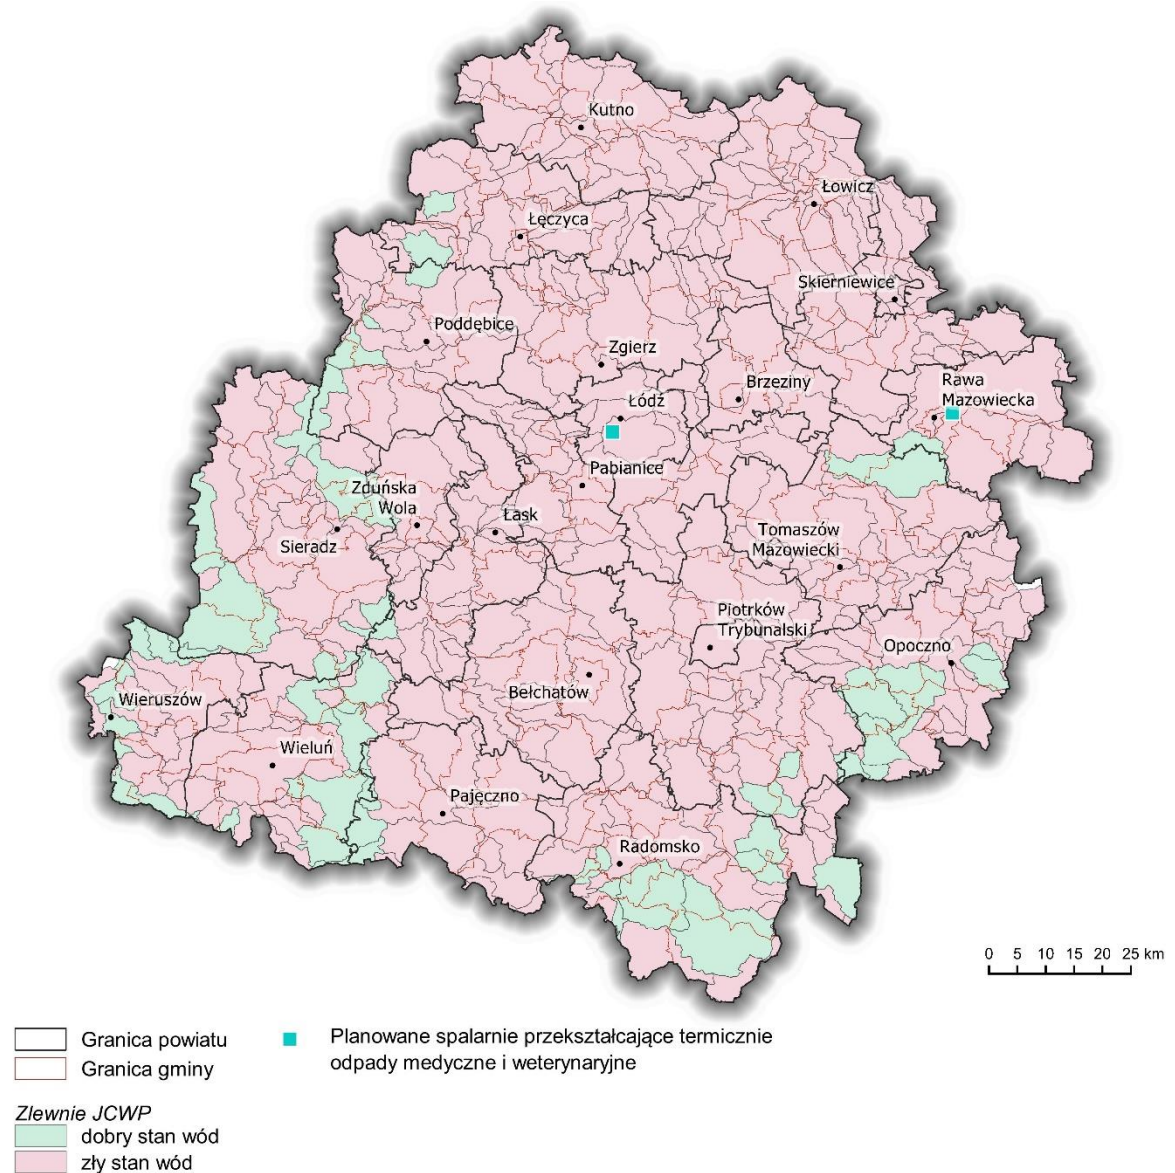 Kutno
Łowicz
Łęczyca
Skierniewice
Poddębice
Zgierz
Brzeziny
Rawa
Mazowiecka
Łódź
Pabianice
Zduńska
Wola
Łask
Sieradz
Tomaszów
Mazowiecki
Piotrków
Trybunalski
Opoczno
Bełchatów
Wieruszów
Wieluń
Pajęczno
Radomsko
0 5 10 15 20 25 km
Granica powiatu
Granica gminy
Planowane spalarnie przekształcające termicznie
odpady medyczne i weterynaryjne
Zlewnie JCWP
dobry stan wód
zły stan wód